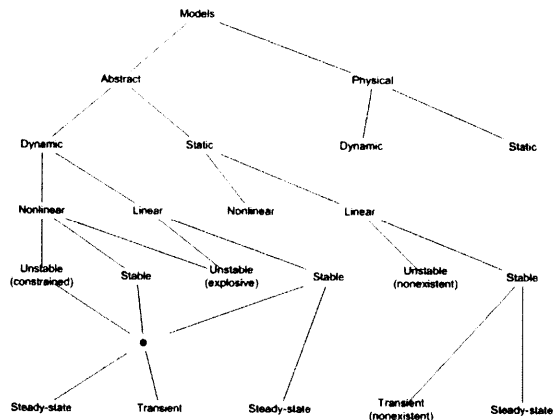 Models
Abstract
Physical
Dynamic
Static
Dynamic
Static
Nonlinear
Linear
Nonlinear
Linear
Unstable
(constrained)
Stable
Unstable
(explosive)
Stable
Unstable
(nonexistent)
Stable
Steady-state
Transient
Steady-state
Transient
(nonexistent)
Steady-state